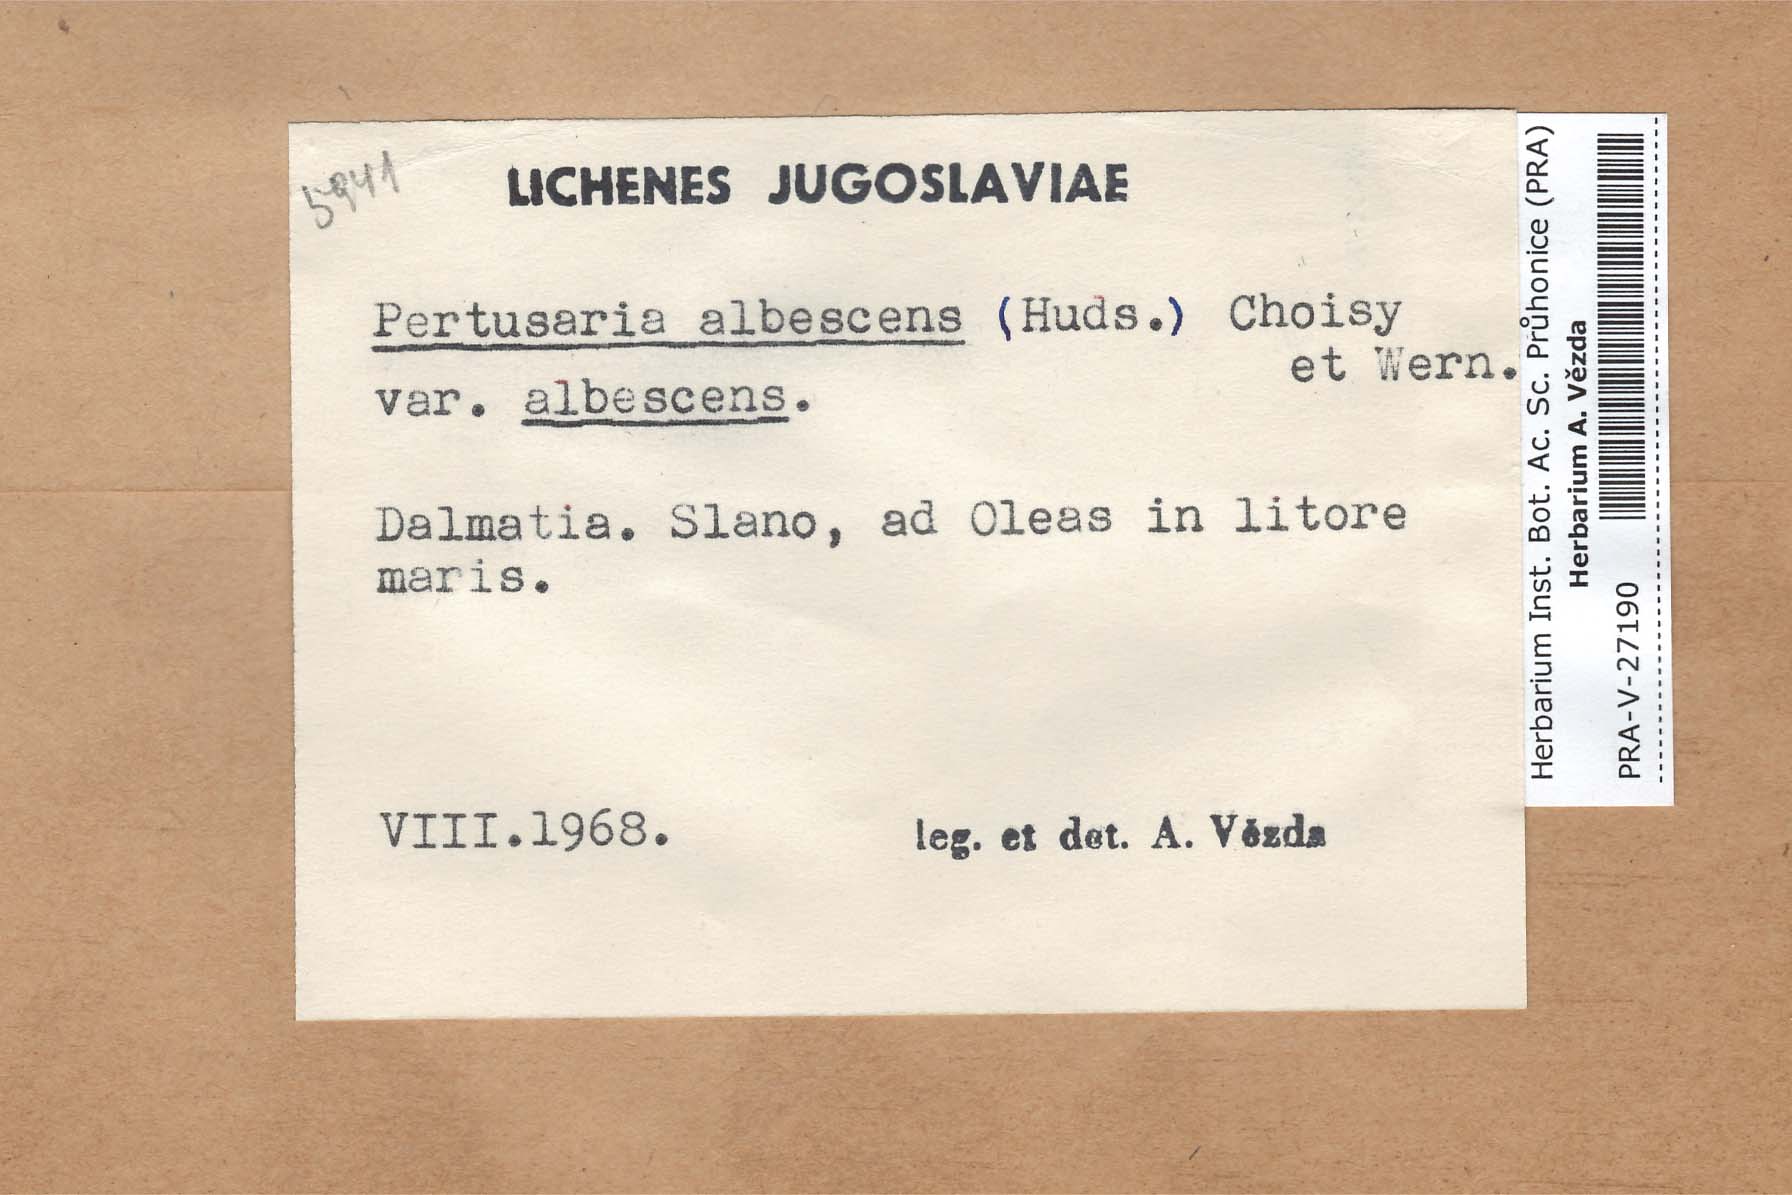 5941
LICHENES JUGOSLAVIAE
Pertusaria albescens (Huds.) Choisy
et Wern.
var. albescens.
Dalmatia. Slano, ad Oleas in litore
maris.
VIII.1968.
leg. et det. A. Vězda
Herbarium Inst. Bot. Ac. Sc. Průhonice (PRA)
Herbarium A. Vězda
PRA-V-27190